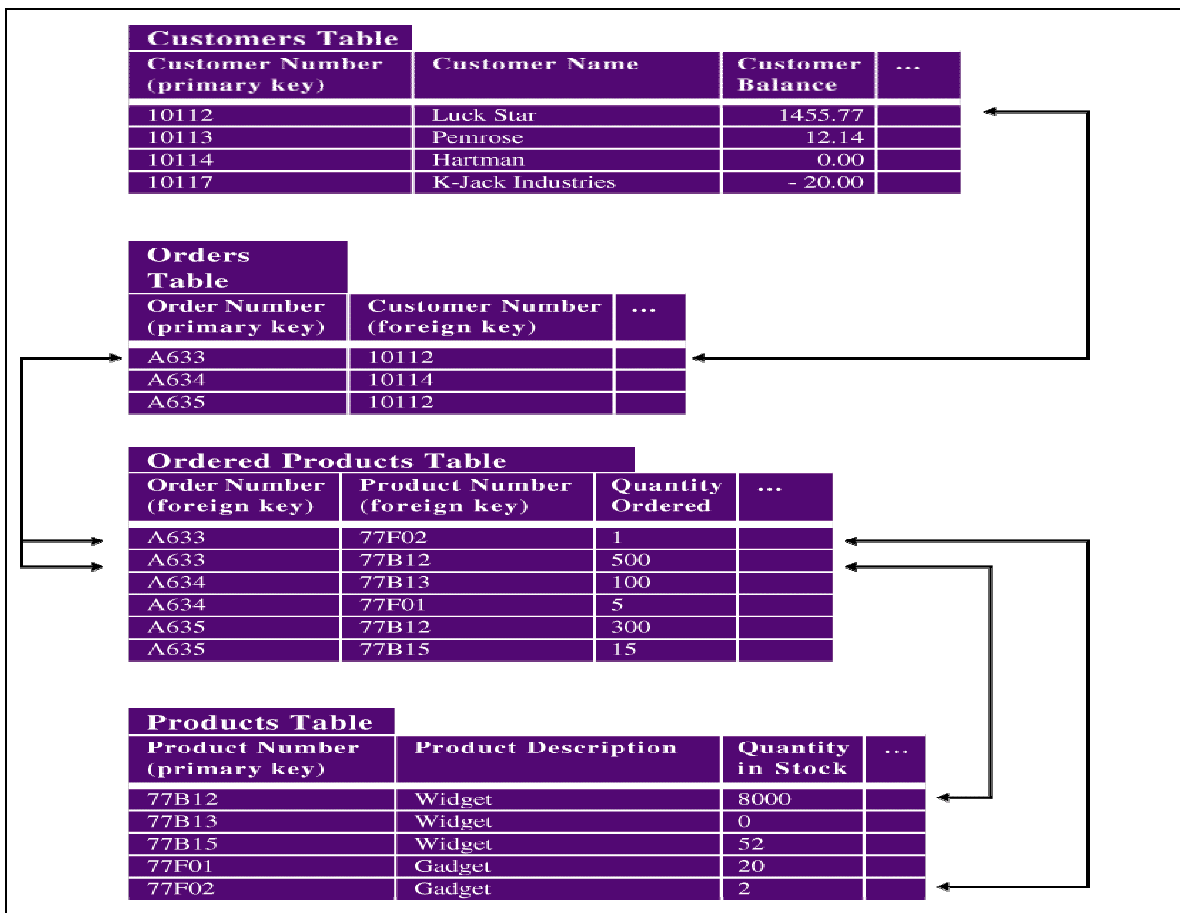 Customers Table
Customer Number Customer Name Customer ...
(primary key) Balance
10112 Luck Star 1455.77
10113 Pemrose 12.14
10114 Hartman 0.00
10117 K-Jack Industries - 20.00
Orders
Table
Order Number Customer Number ...
(primary key) (foreign key)
A633 10112
A634 10114
A635 10112
Ordered Products Table
Order Number Product Number Quantity ...
(foreign key) (foreign key) Ordered
A633 77F02 1
A633 77B12 500
A634 77B13 100
A634 77F01 5
A635 77B12 300
A635 77B15 15
Products Table
Product Number Product Description Quantity ...
(primary key) in Stock
77B12 Widget 8000
77B13 Widget 0
77B15 Widget 52
77F01 Gadget 20
77F02 Gadget 2